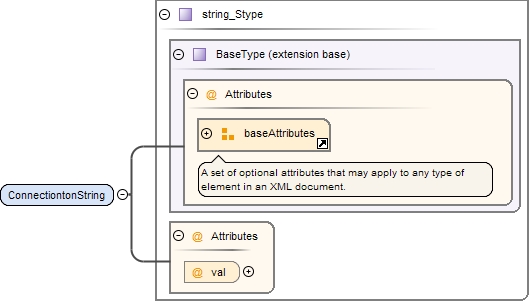 string_Stype
BaseType (extension base)
@ Attributes
baseAttributes
A set of optional attributes that may apply to any type of
element in an XML document.
ConnectiontonString
@ Attributes
@ val